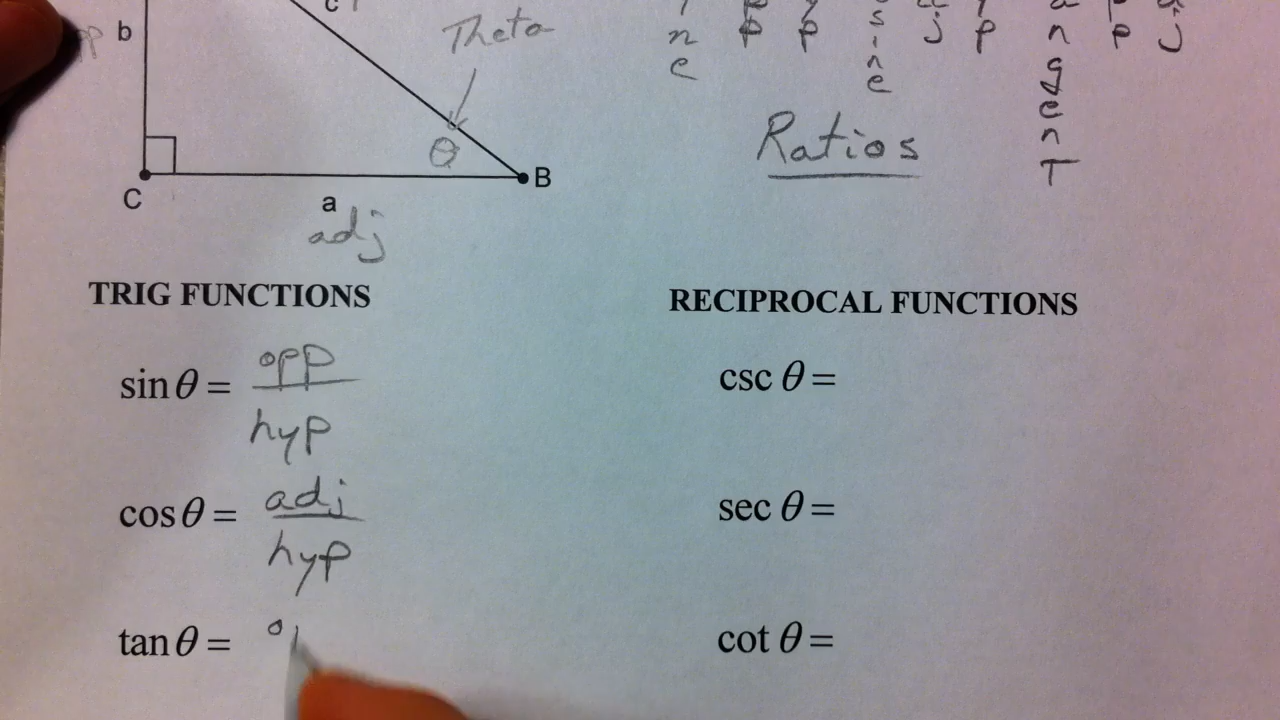 c
b
Theta
θ
C
B
a
adj
Ratios
TRIG FUNCTIONS
sin θ = opp
hyp
cos θ = adj
hyp
tan θ = o
RECIPROCAL FUNCTIONS
csc θ =
sec θ =
cot θ =